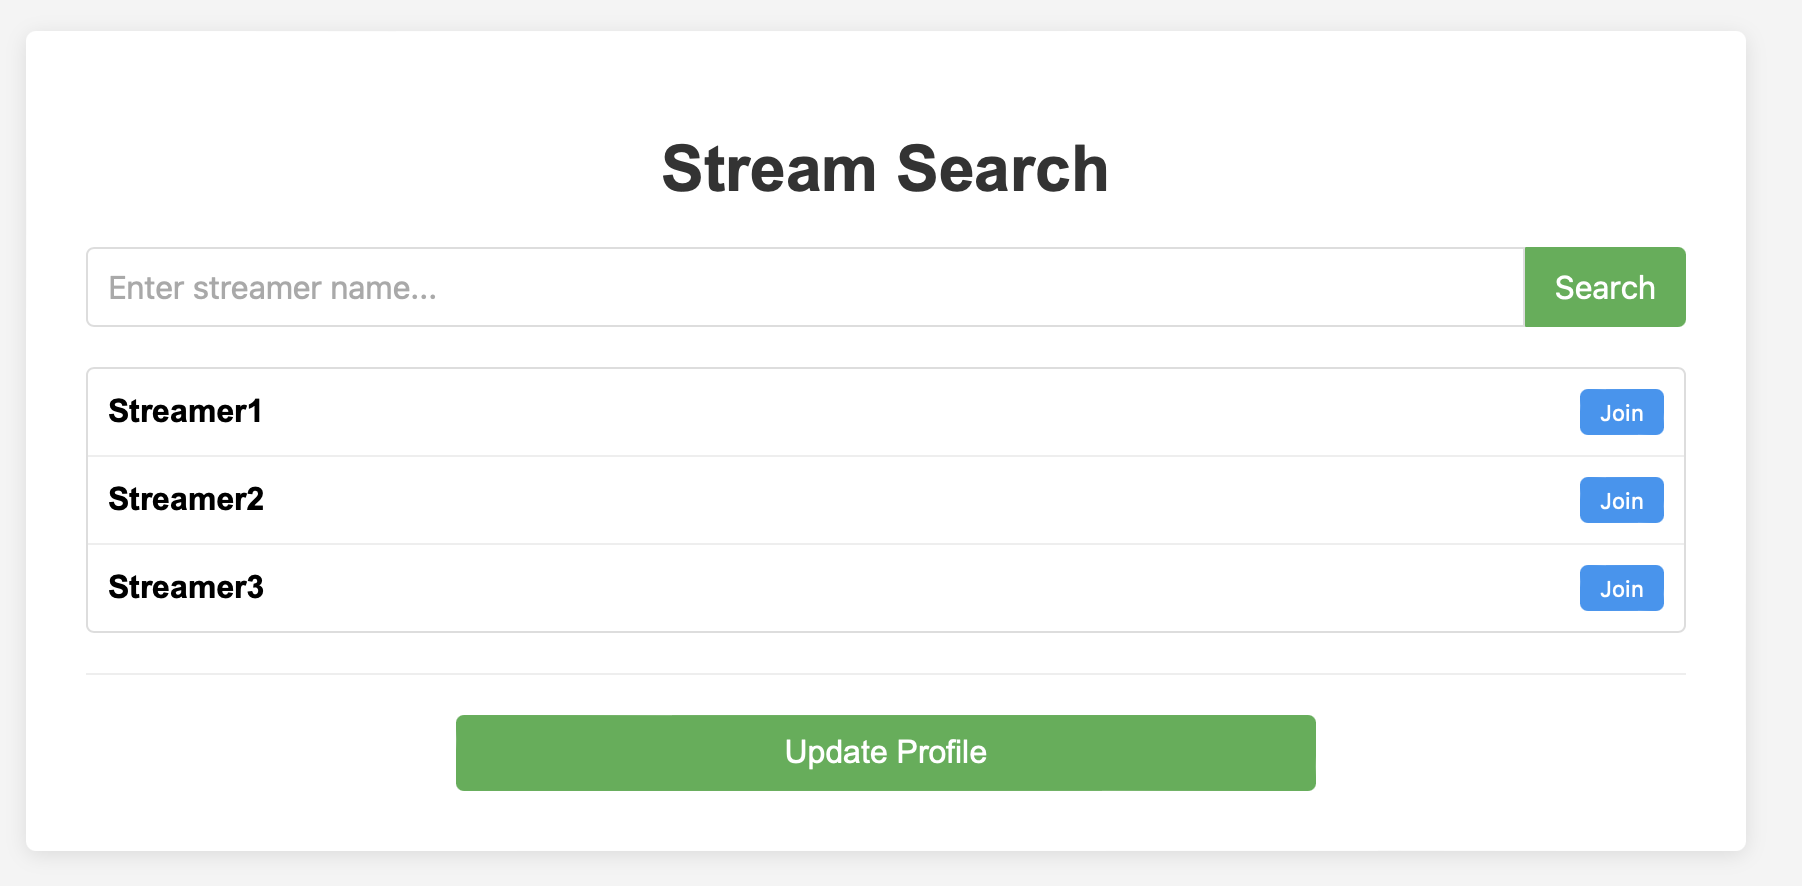 Stream Search
Enter streamer name...
Search
Streamer1
Join
Streamer2
Join
Streamer3
Join
Update Profile